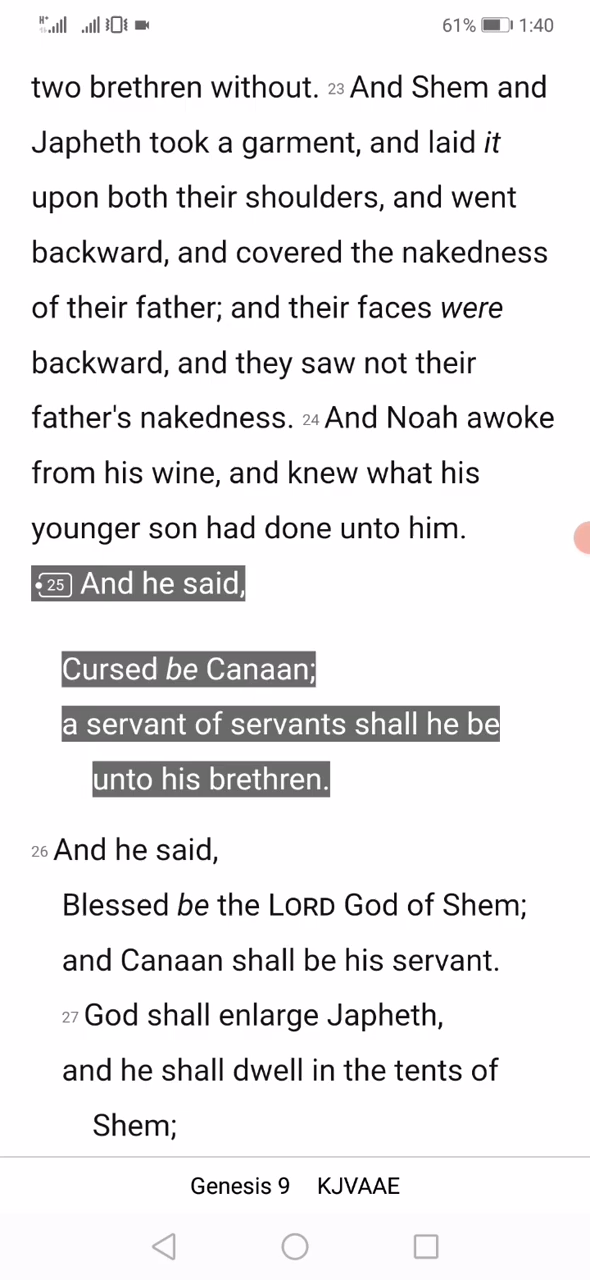 61% 1:40
two brethren without. 23 And Shem and
Japheth took a garment, and laid it
upon both their shoulders, and went
backward, and covered the nakedness
of their father; and their faces were
backward, and they saw not their
father's nakedness. 24 And Noah awoke
from his wine, and knew what his
younger son had done unto him.
25 And he said,
Cursed be Canaan;
a servant of servants shall he be
unto his brethren.
26 And he said,
Blessed be the LORD God of Shem;
and Canaan shall be his servant.
27 God shall enlarge Japheth,
and he shall dwell in the tents of
Shem;
Genesis 9 KJVAAE